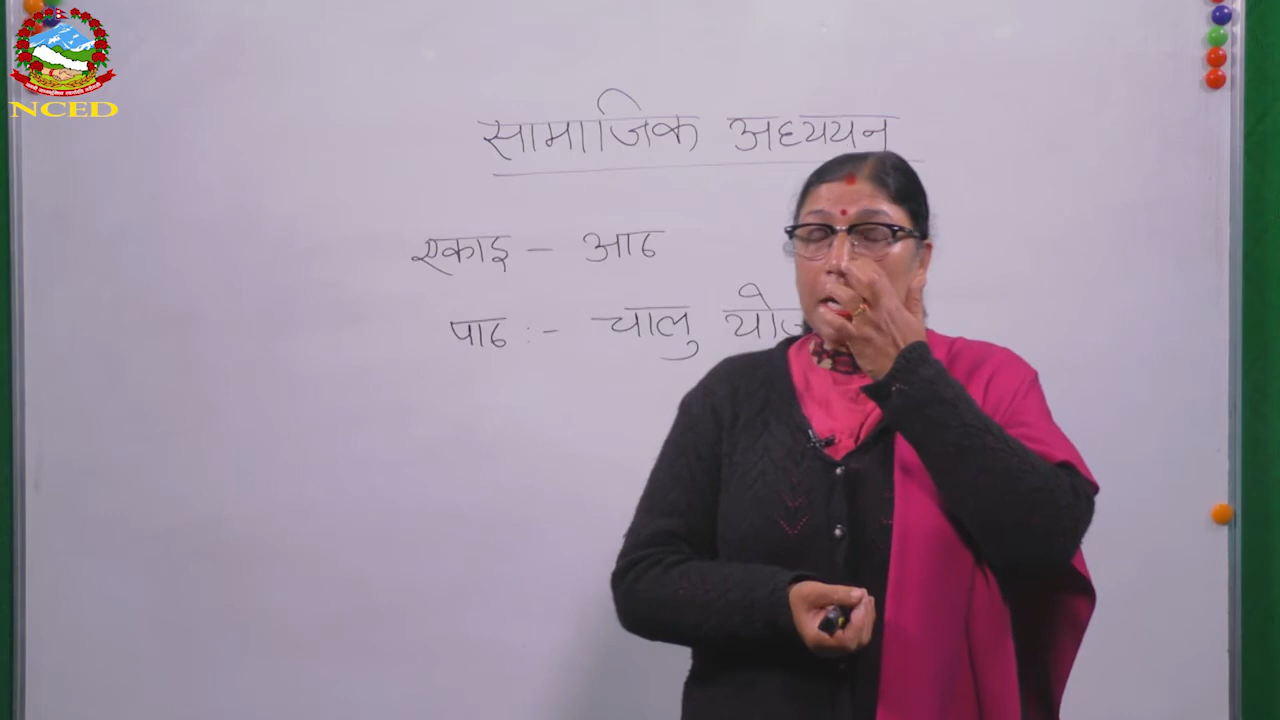 NCED
सामाजिक अध्ययन
एकाइ - आठ
पाठ :- चालु